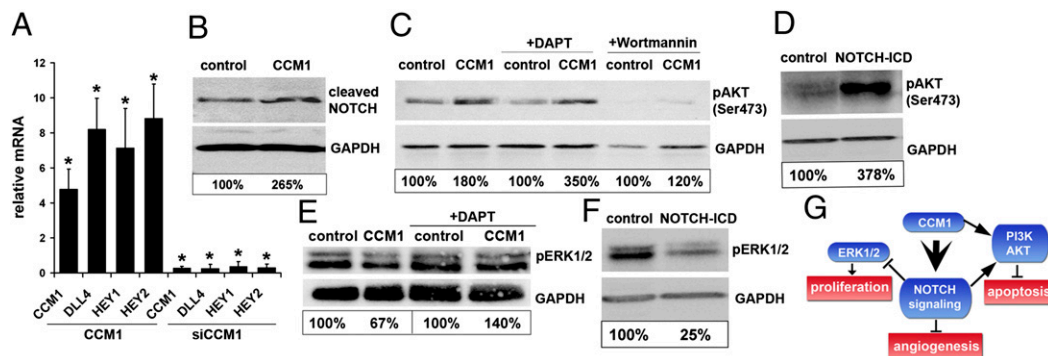 A
relative mRNA
12
10
8
6
4
2
0
* * * * * * * *
CCM1 DLL4 HEY1 HEY2 CCM1 DLL4 HEY1 HEY2
CCM1 siCCM1
B
control CCM1
cleaved
NOTCH
GAPDH
100% 265%
C
+DAPT +Wortmannin
control CCM1 control CCM1 control CCM1
pAKT
(Ser473)
GAPDH
100% 180% 100% 350% 100% 120%
D
control NOTCH-ICD
pAKT
(Ser473)
GAPDH
100% 378%
E
+DAPT
control CCM1 control CCM1
pERK1/2
GAPDH
100% 67% 100% 140%
F
control NOTCH-ICD
pERK1/2
GAPDH
100% 25%
G
CCM1
PI3K
AKT
ERK1/2
NOTCH
signaling
proliferation
apoptosis
angiogenesis